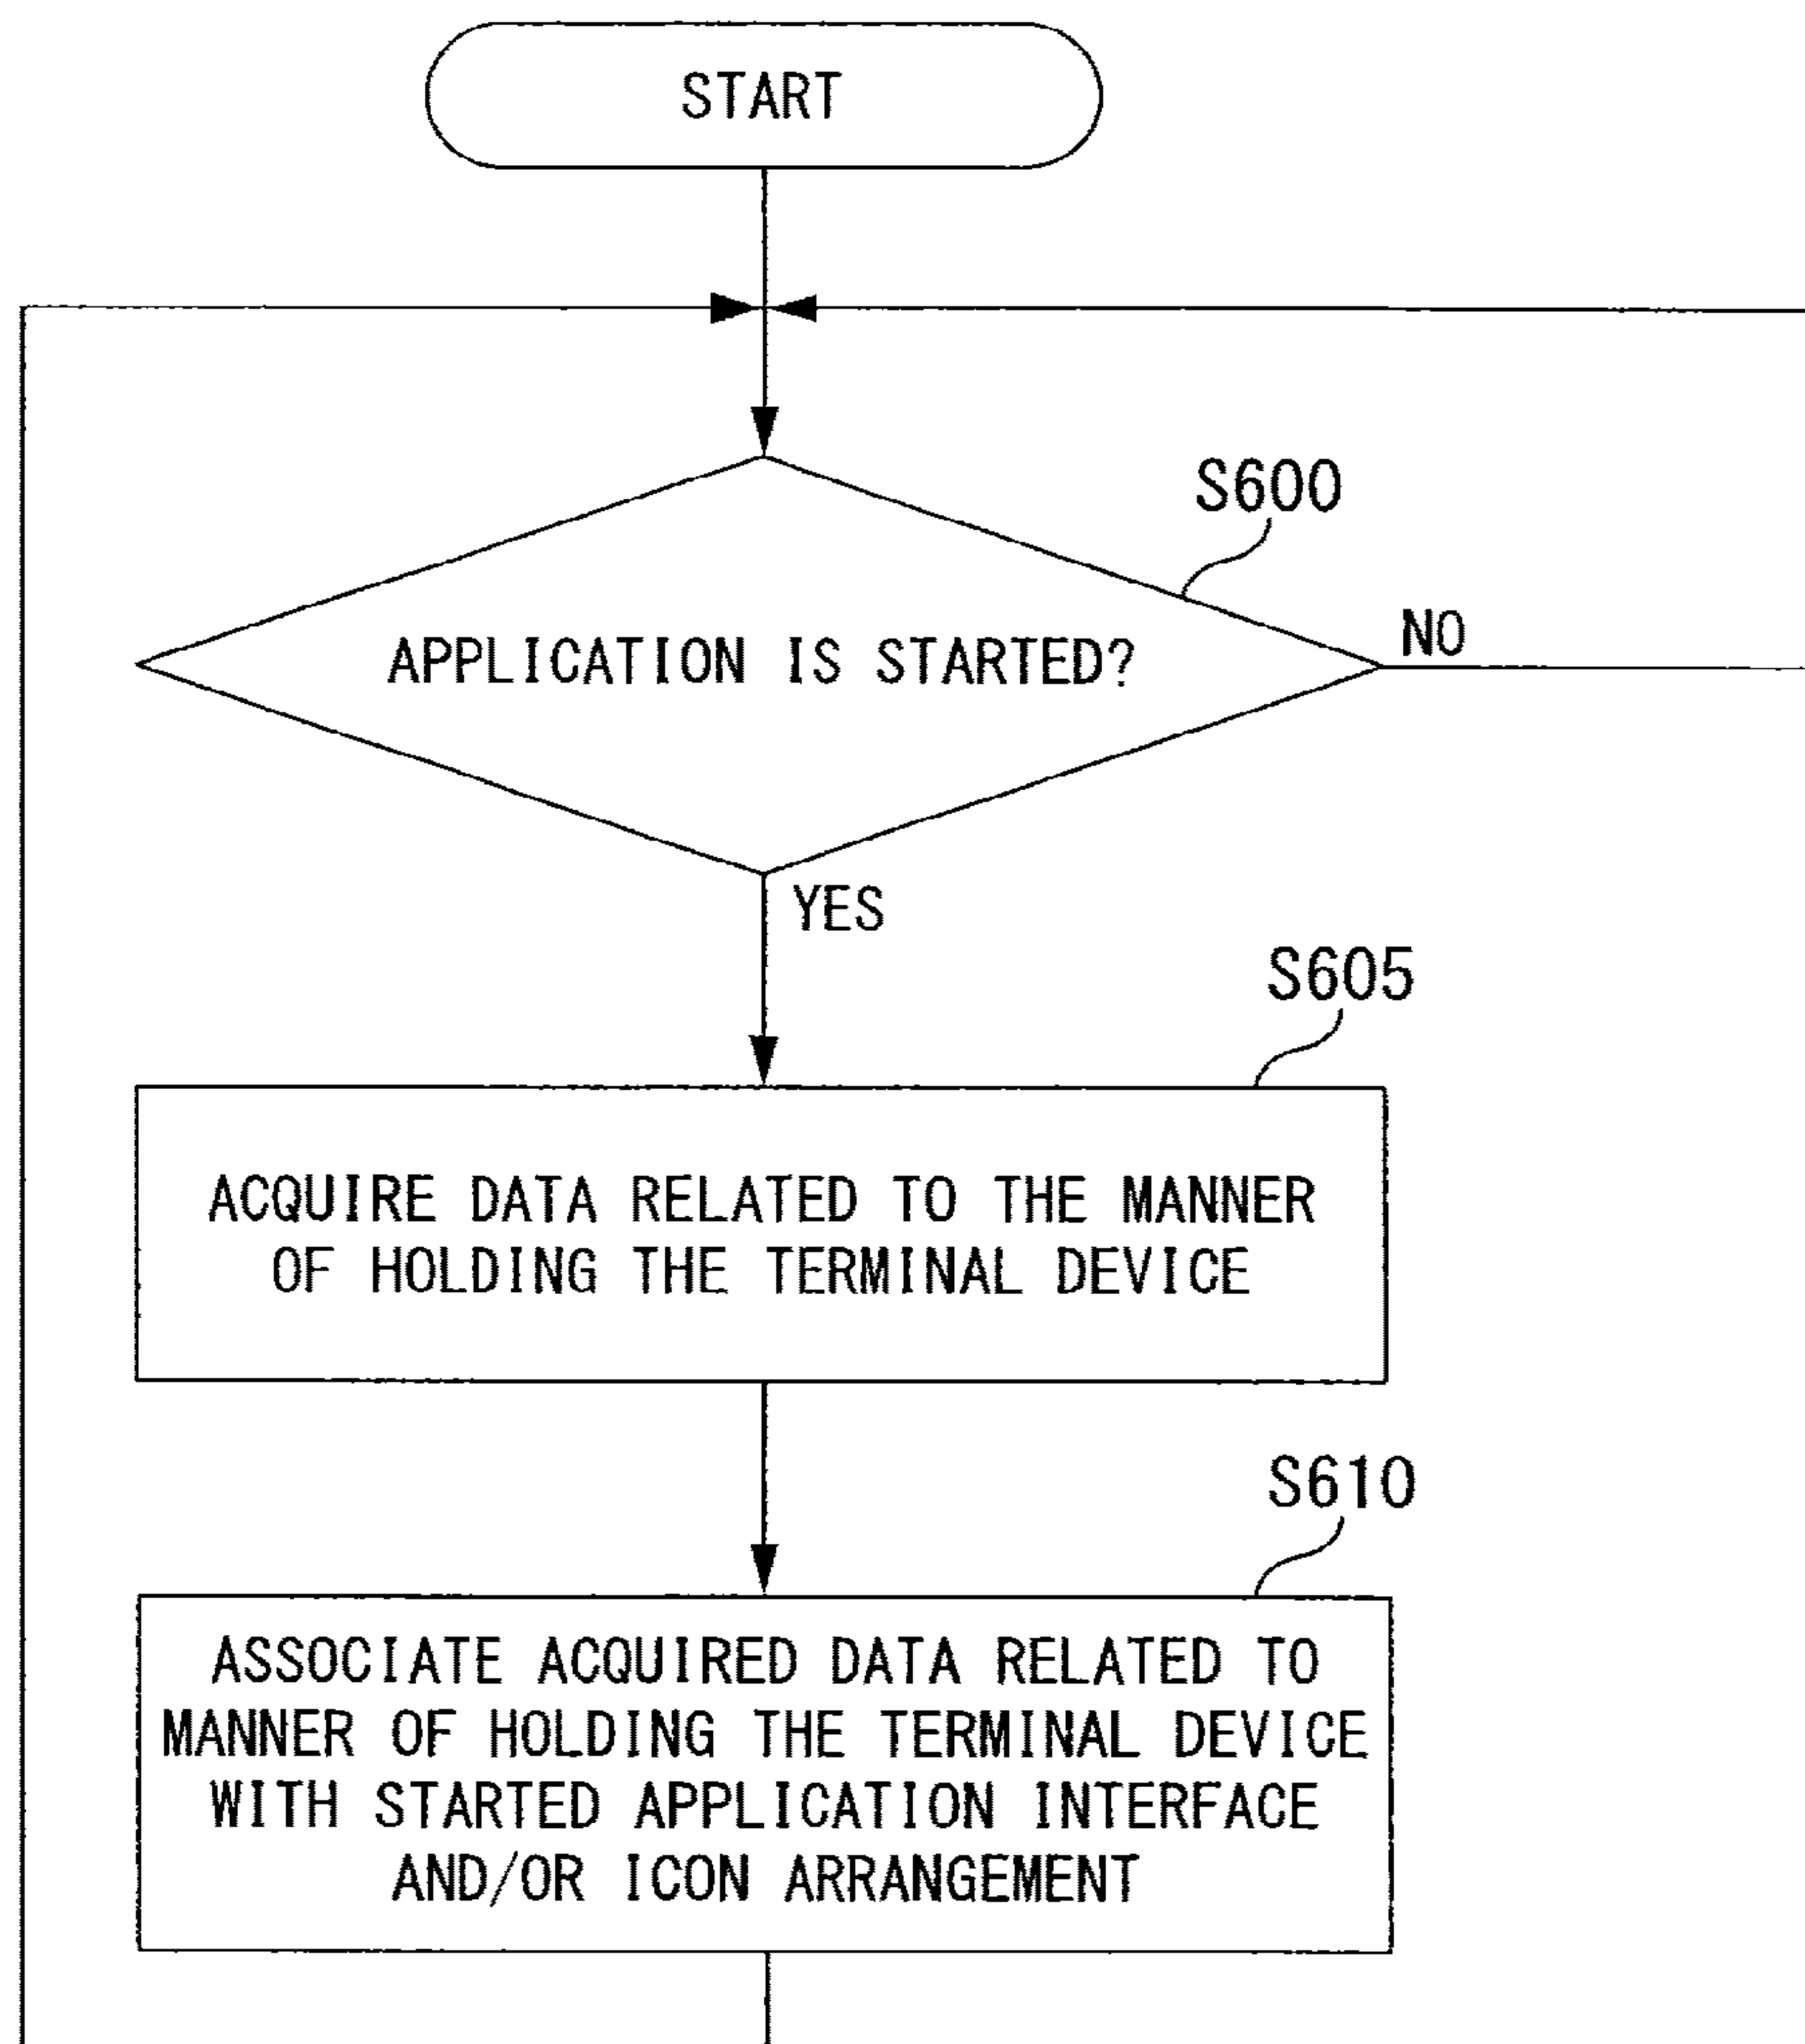 START
S600
APPLICATION IS STARTED?
NO
YES
S605
ACQUIRE DATA RELATED TO THE MANNER
OF HOLDING THE TERMINAL DEVICE
S610
ASSOCIATE ACQUIRED DATA RELATED TO
MANNER OF HOLDING THE TERMINAL DEVICE
WITH STARTED APPLICATION INTERFACE
AND/OR ICON ARRANGEMENT